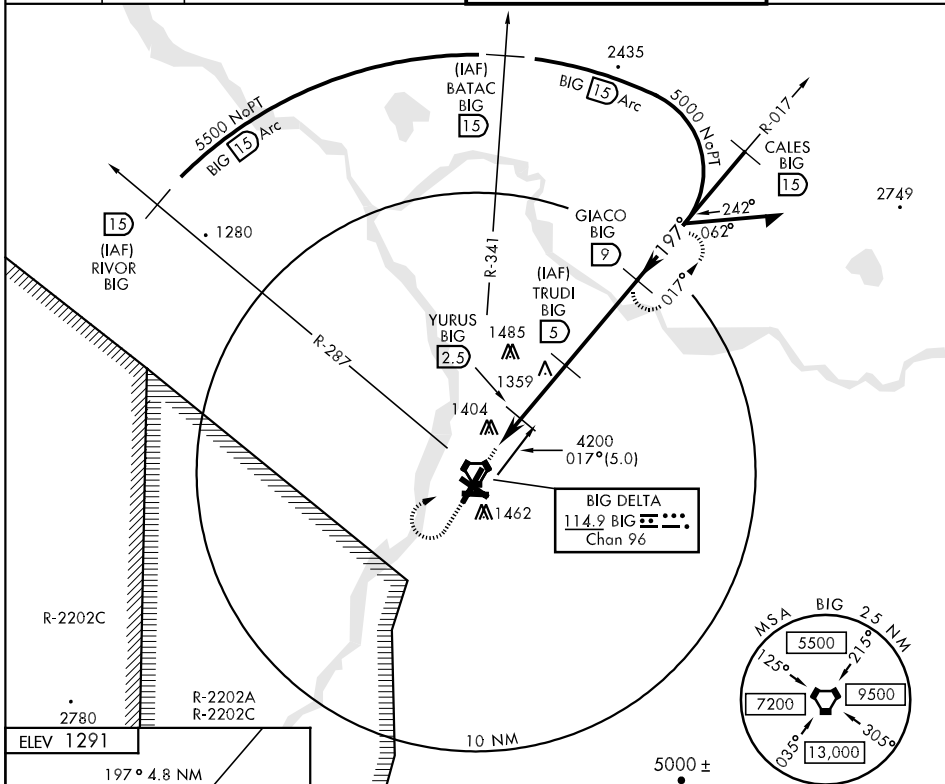 2435
(IAF)
BATAC
BIG
15
BIG 15 Arc
5000 NoPT
5500 NoPT
BIG 15 Arc
R-017
CALES
BIG
15
2749
15
(IAF)
RIVOR
BIG
1280
GIACO
BIG
9
197°
242°
062°
017°
R-341
(IAF)
TRUDI
BIG
5
R-287
YURUS
BIG
2.5
1485
1359
1404
4200
017°(5.0)
1462
BIG DELTA
114.9 BIG
Chan 96
R-2202C
2780
R-2202A
R-2202C
ELEV 1291
197° 4.8 NM
10 NM
MSA BIG 25 NM
5500
125°
215°
7200
9500
035°
305°
13,000
5000 ±